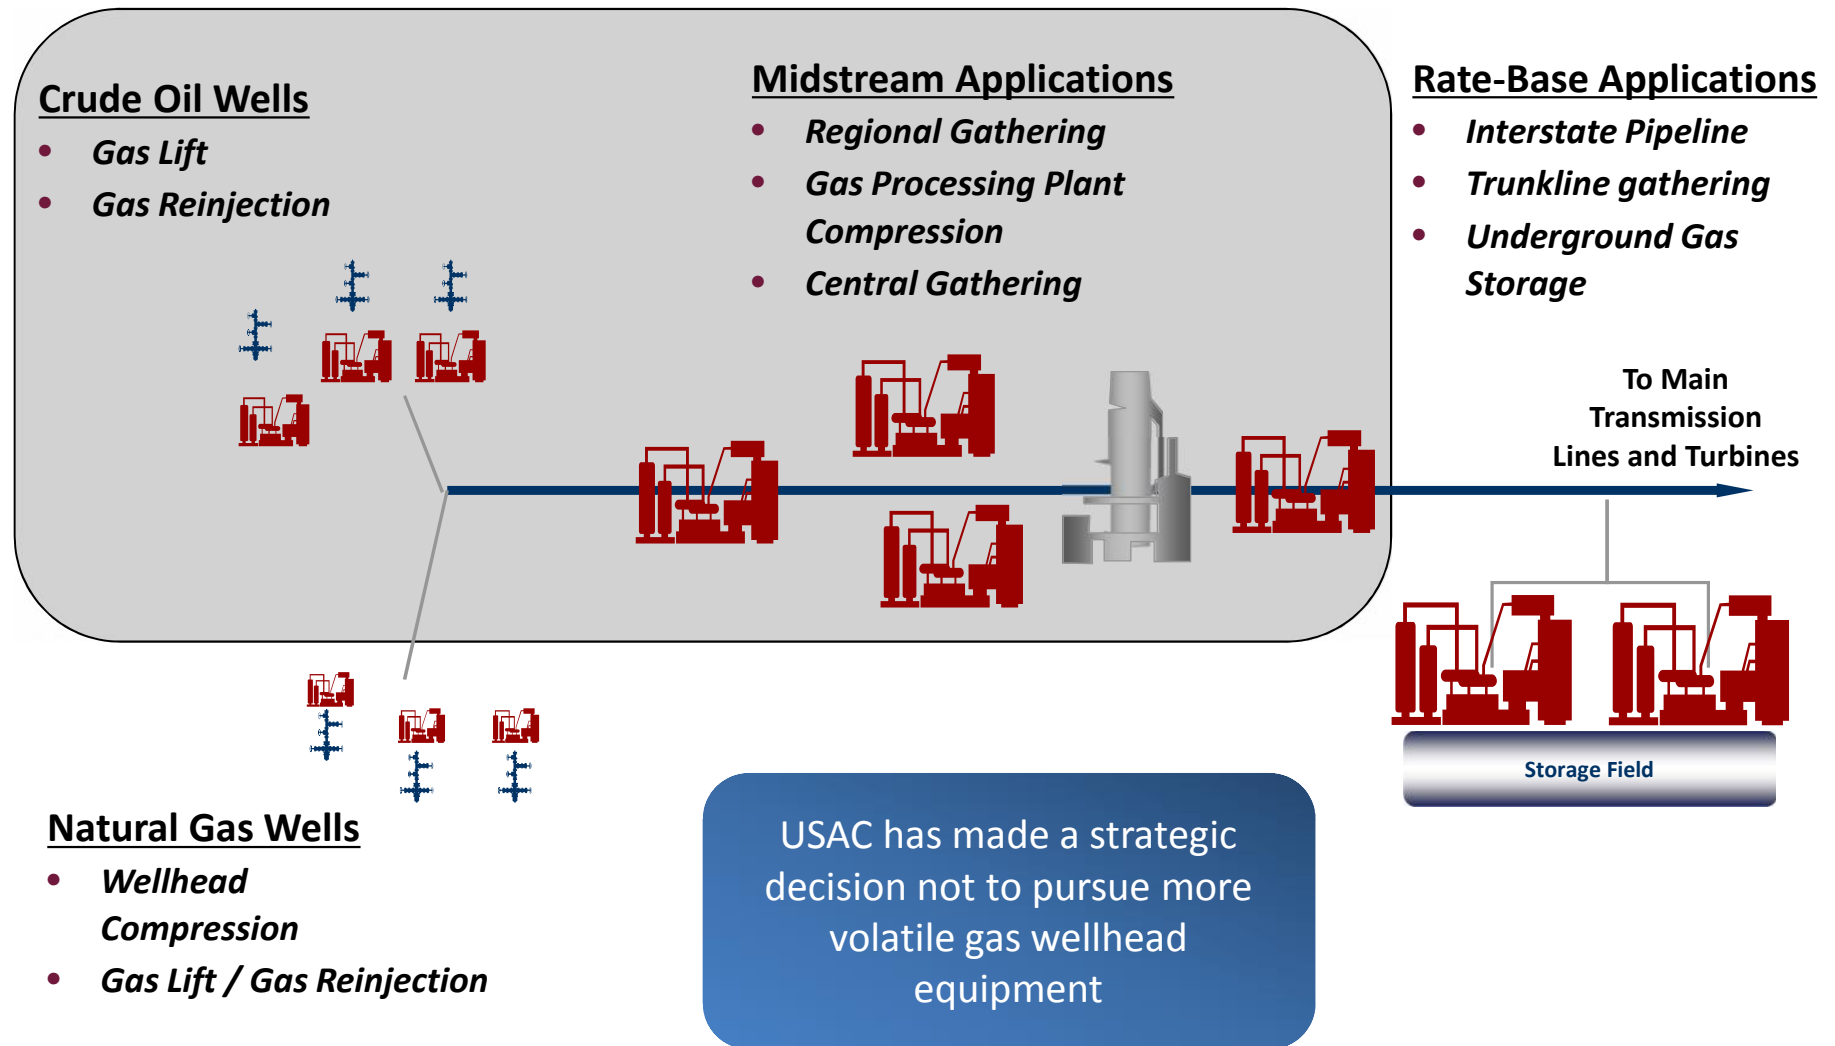 Crude Oil Wells
• Gas Lift
• Gas Reinjection
Midstream Applications
• Regional Gathering
• Gas Processing Plant
Compression
• Central Gathering
Rate-Base Applications
• Interstate Pipeline
• Trunkline gathering
• Underground Gas
Storage
To Main
Transmission
Lines and Turbines
Storage Field
Natural Gas Wells
• Wellhead
Compression
• Gas Lift / Gas Reinjection
USAC has made a strategic
decision not to pursue more
volatile gas wellhead
equipment